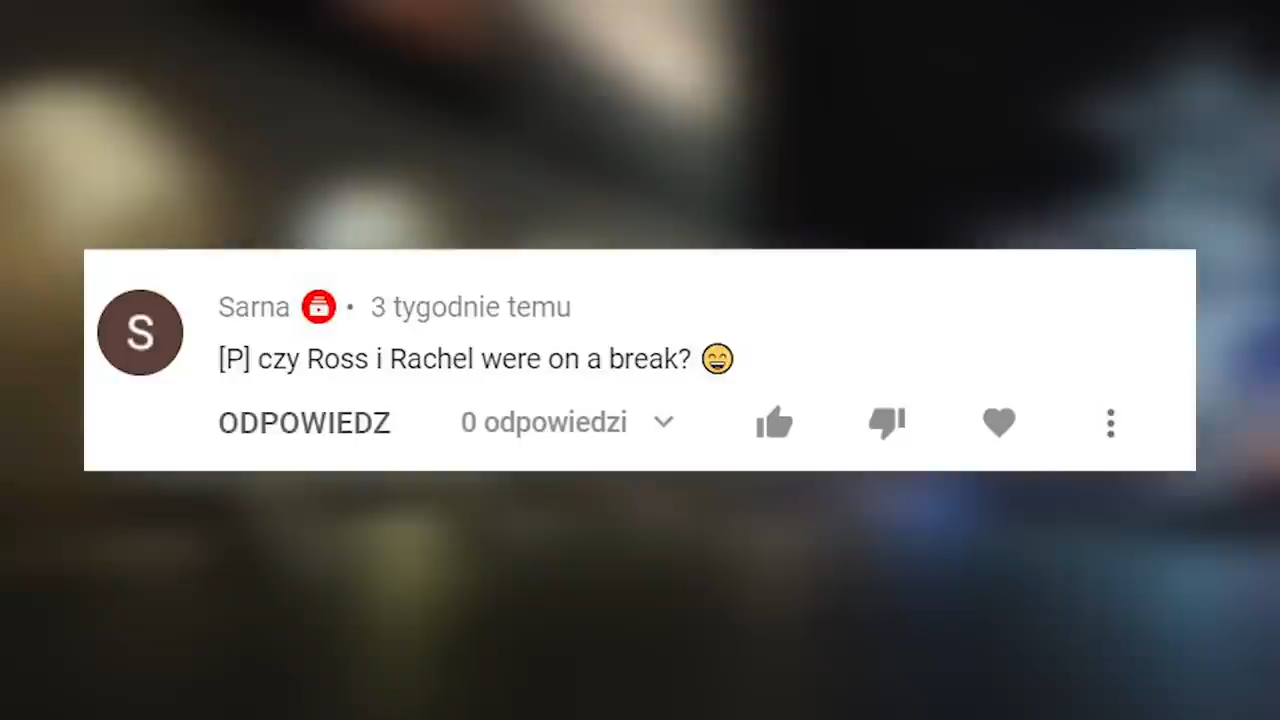 S
Sarna • 3 tygodnie temu
[P] czy Ross i Rachel were on a break? 😄
ODPOWIEDZ 0 odpowiedzi